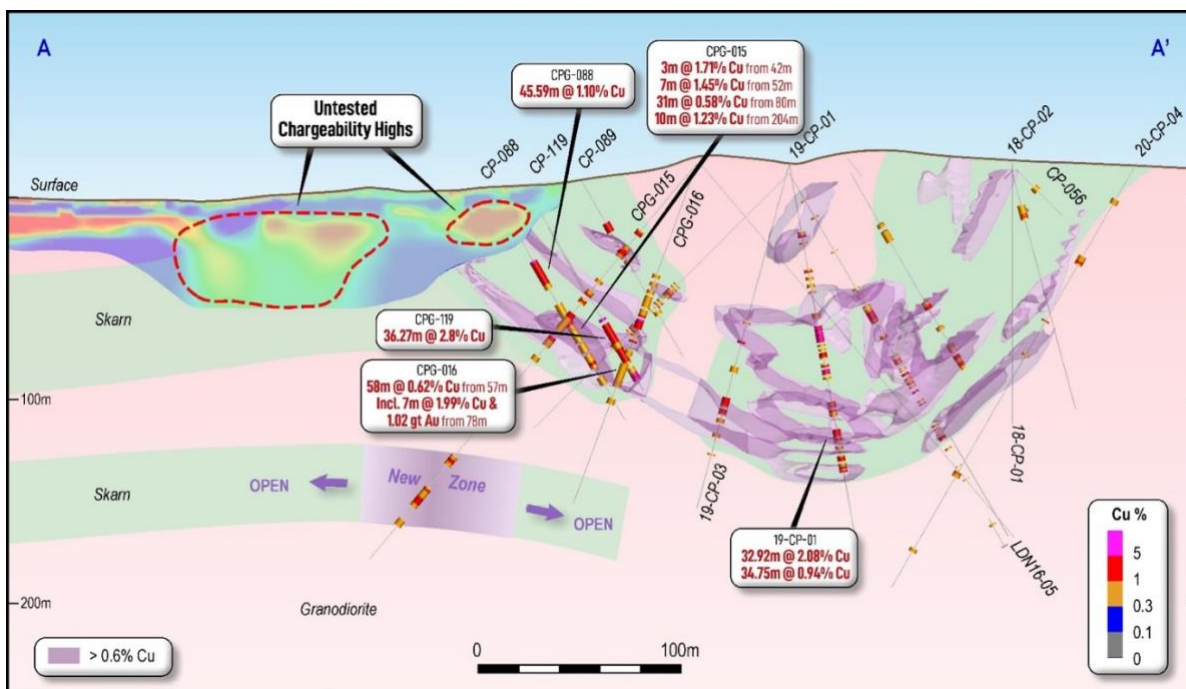 A
A'
CPG-015
3m @ 1.71% Cu from 42m
7m @ 1.45% Cu from 52m
31m @ 0.58% Cu from 80m
10m @ 1.23% Cu from 204m
CPG-088
45.59m @ 1.10% Cu
Untested
Chargeability Highs
CP-088
CP-119
CP-089
19-CP-01
18-CP-02
20-CP-04
Surface
CPG-015
CPG-016
CP-056
Skarn
CPG-119
36.27m @ 2.8% Cu
CPG-016
58m @ 0.62% Cu from 57m
Incl. 7m @ 1.99% Cu &
1.02 gt Au from 78m
100m
19-CP-03
18-CP-01
LDN16-05
Skarn
OPEN
New Zone
OPEN
19-CP-01
32.92m @ 2.08% Cu
34.75m @ 0.94% Cu
200m
Granodiorite
> 0.6% Cu
0
100m
Cu %
5
1
0.3
0.1
0